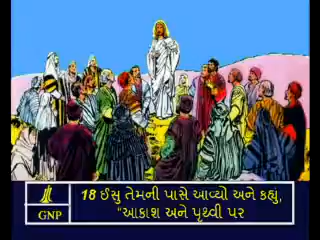 18 ઈસુ તેમની પાસે આવ્યો અને કહ્યું,
"આકાશ અને પૃથ્વી પર
GNP